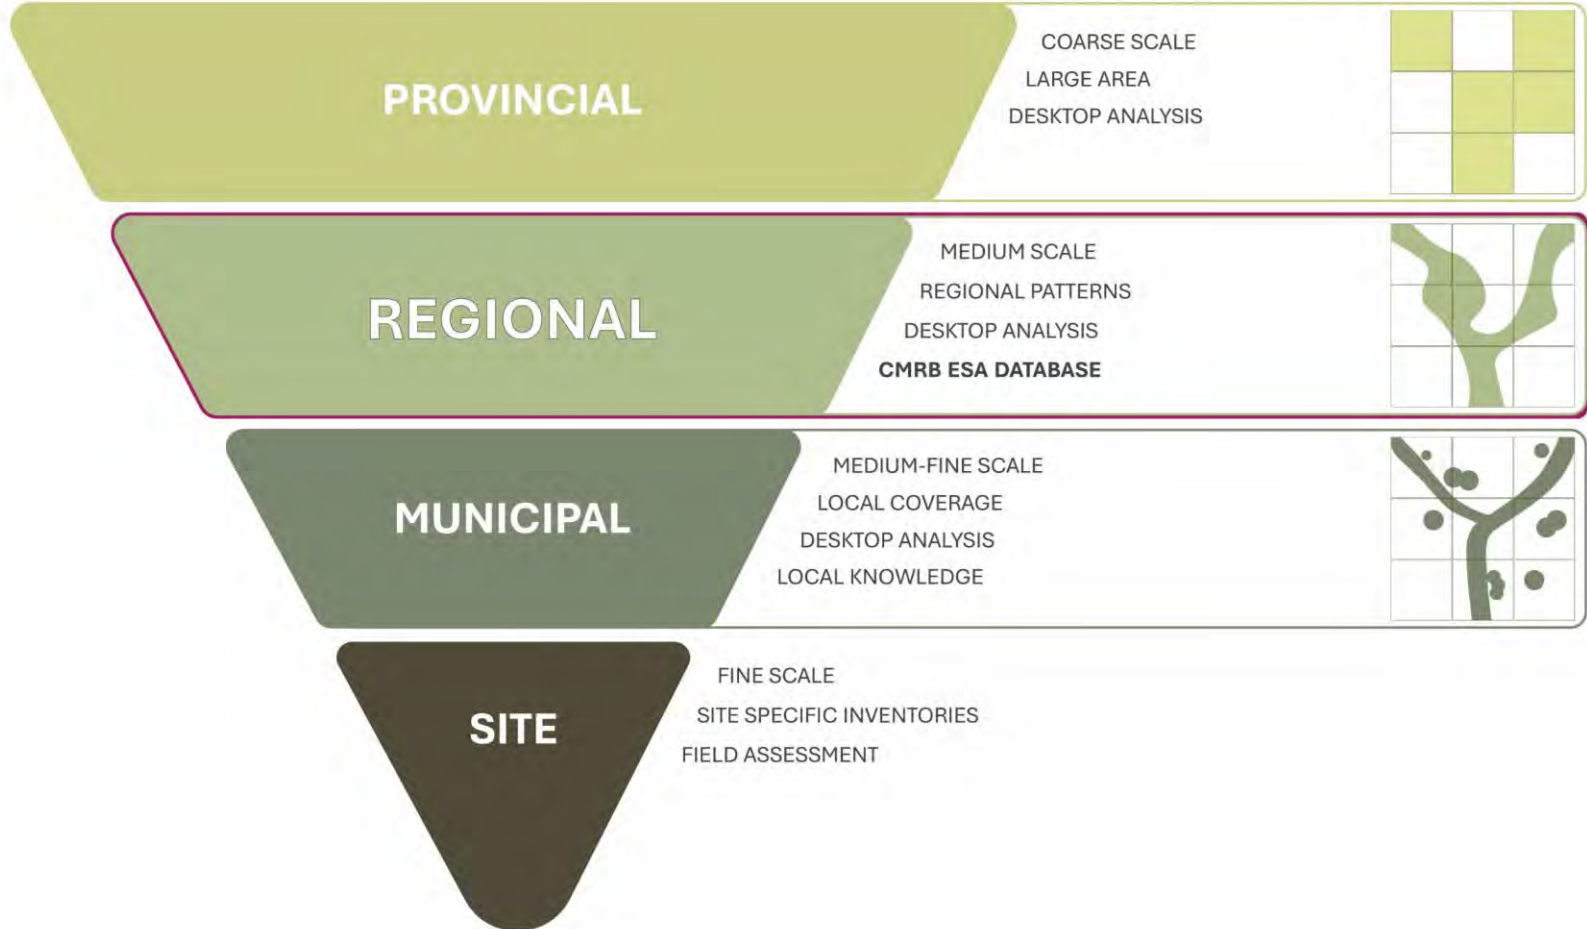 PROVINCIAL
COARSE SCALE
LARGE AREA
DESKTOP ANALYSIS
REGIONAL
MEDIUM SCALE
REGIONAL PATTERNS
DESKTOP ANALYSIS
CMRB ESA DATABASE
MUNICIPAL
MEDIUM-FINE SCALE
LOCAL COVERAGE
DESKTOP ANALYSIS
LOCAL KNOWLEDGE
SITE
FINE SCALE
SITE SPECIFIC INVENTORIES
FIELD ASSESSMENT